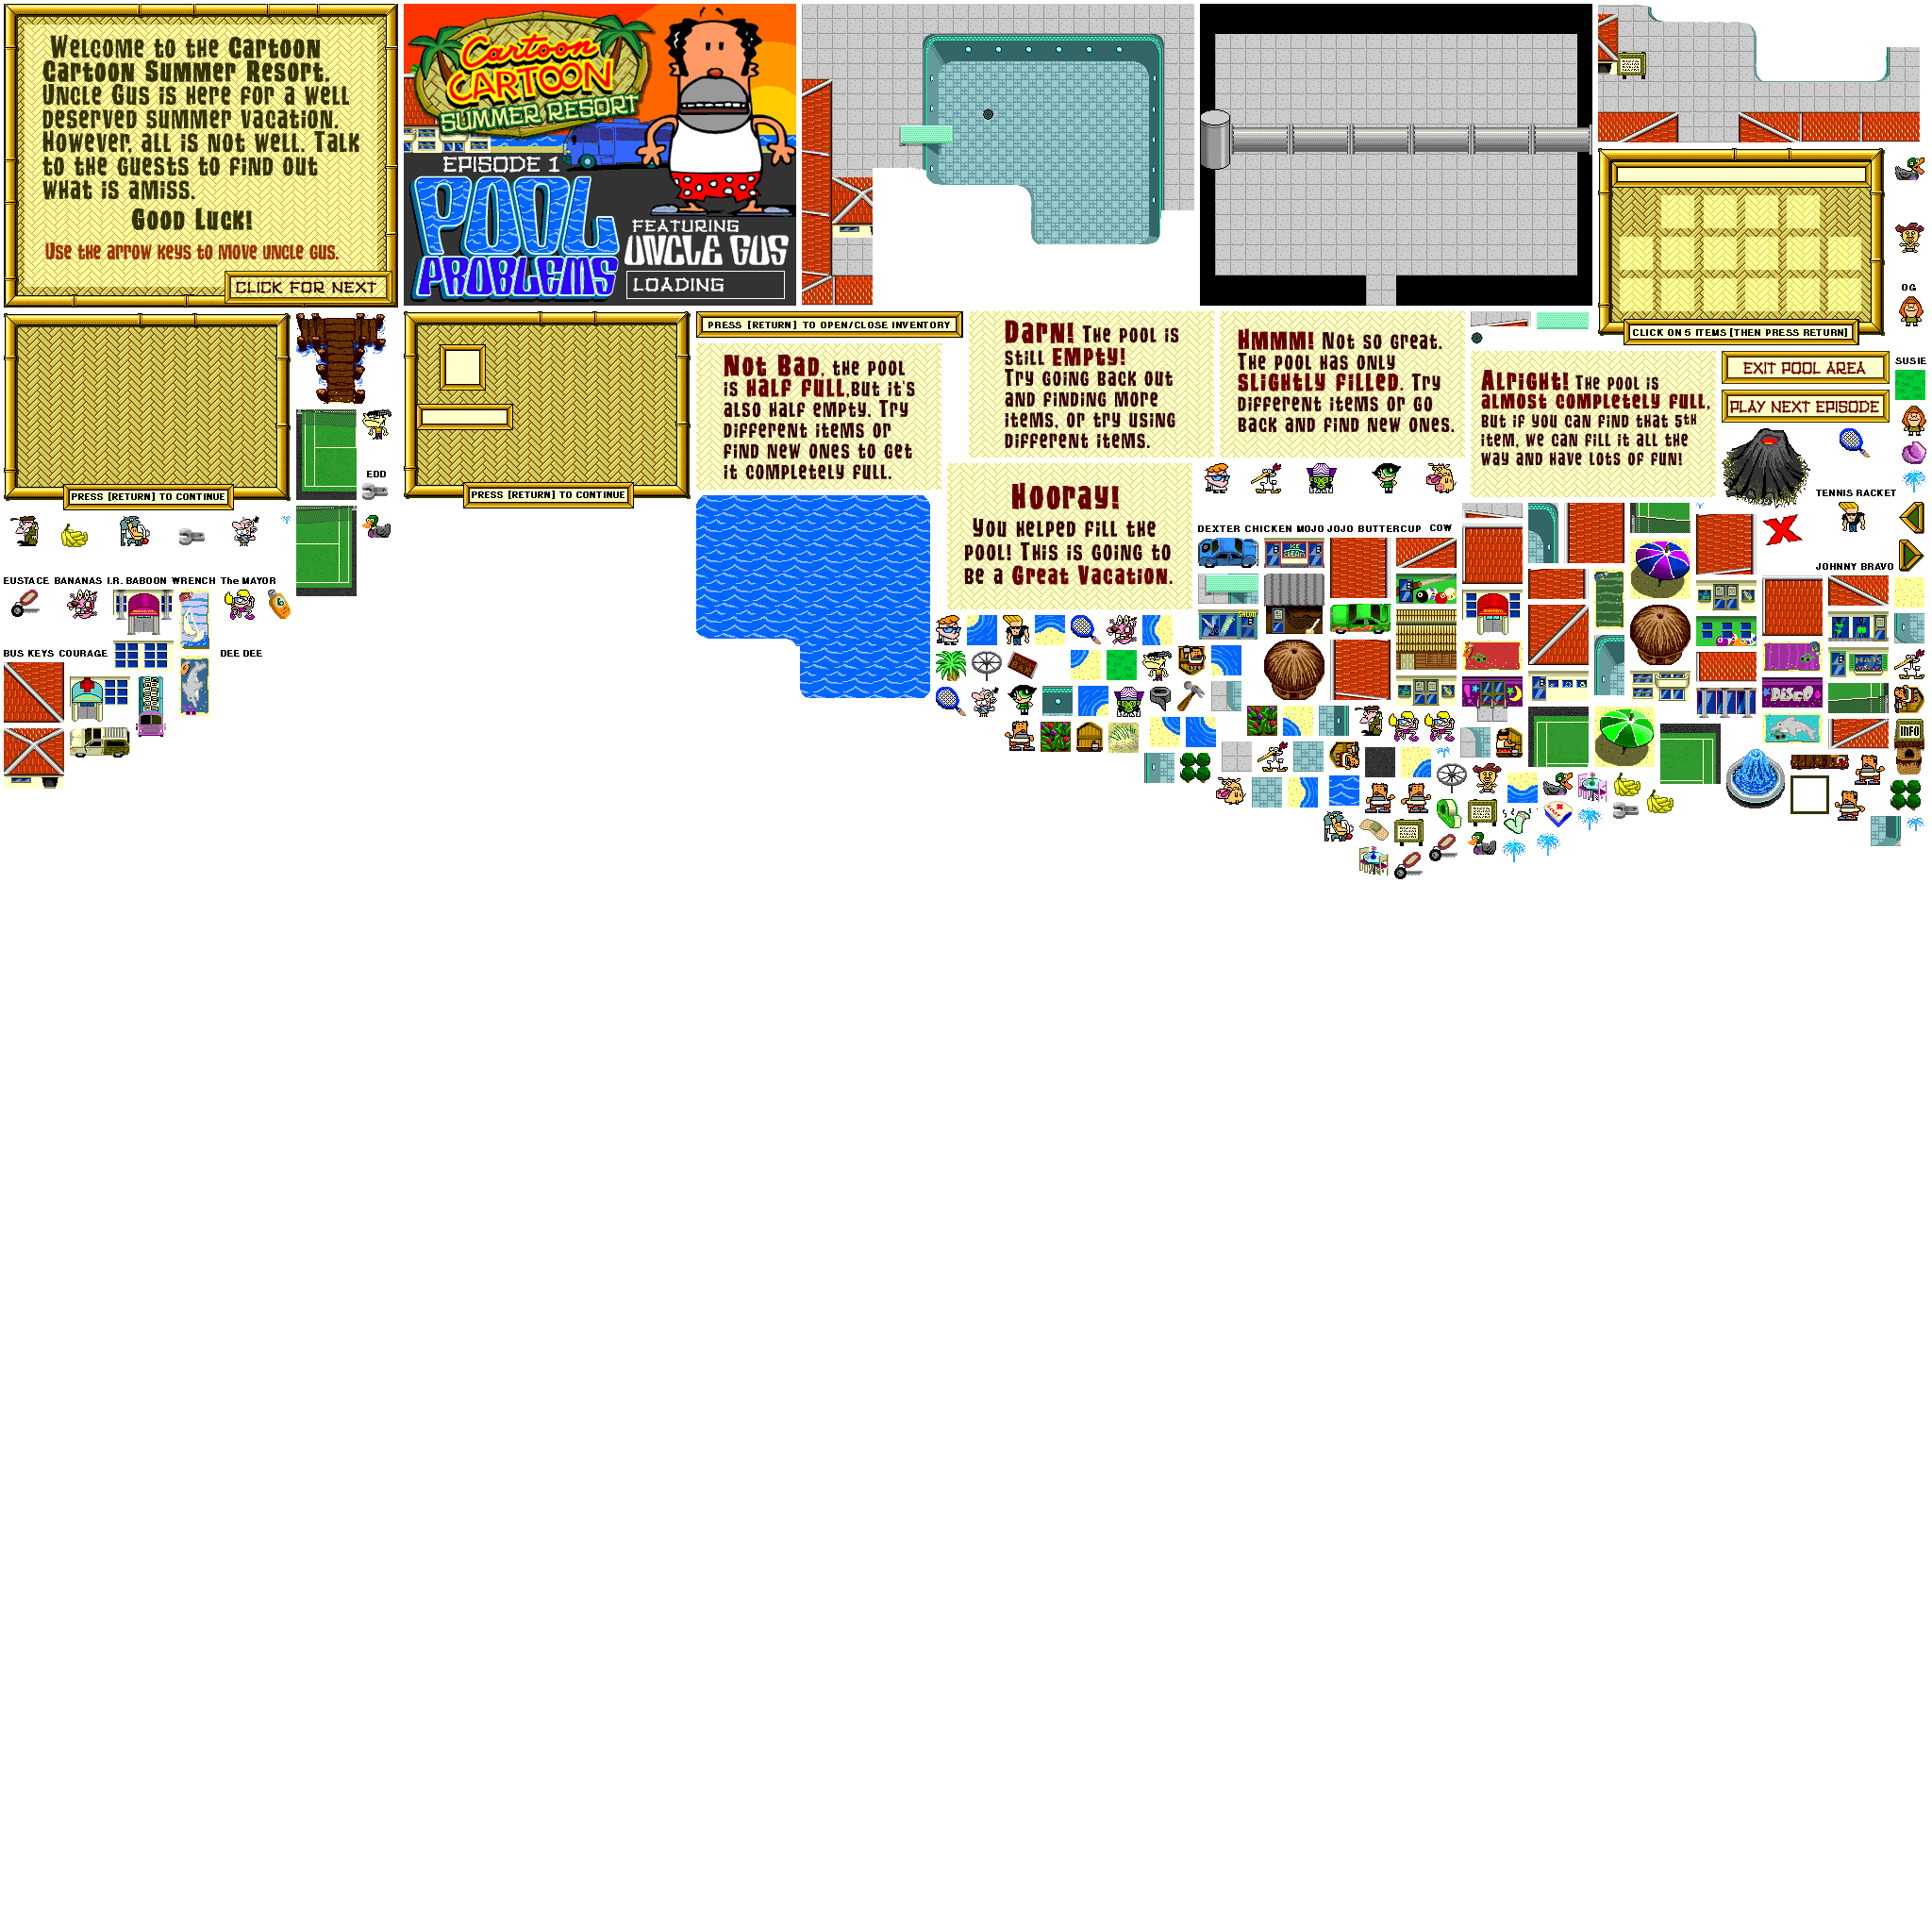 Welcome to the Cartoon
Cartoon Summer Resort.
Uncle Gus is here for a well
deserved summer vacation.
However, all is not well. Talk
to the guests to find out
what is amiss.
Good Luck!
Use the arrow keys to move Uncle Gus.
CLICK FOR NEXT
Cartoon
CARTOON
SUMMER RESORT
EPISODE 1
POOL
PROBLEMS
FEATURING
UNCLE GUS
LOADING
CLICK ON 5 ITEMS [THEN PRESS RETURN]
OG
SUSIE
PRESS [RETURN] TO CONTINUE
EDD
PRESS [RETURN] TO CONTINUE
PRESS [RETURN] TO OPEN/CLOSE INVENTORY
Not Bad, the pool
is half full, but it's
also half empty. Try
different items or
find new ones to get
it completely full.
Darn! The pool is
still EMPTY!
Try going back out
and finding more
items, or try using
different items.
HMMM! Not so great.
The pool has only
slightly filled. Try
different items or go
back and find new ones.
Alright! The pool is
almost completely full,
but if you can find that 5th
item, we can fill it all the
way and have lots of fun!
EXIT POOL AREA
PLAY NEXT EPISODE
TENNIS RACKET
JOHNNY BRAVO
Hooray!
You helped fill the
pool! This is going to
be a Great Vacation.
DEXTER CHICKEN MOJO JOJO BUTTERCUP COW
EUSTACE BANANAS I.R. BABOON WRENCH The MAYOR
BUS KEYS COURAGE DEE DEE
ICE
CREAM
HATS
DISCO
INFO